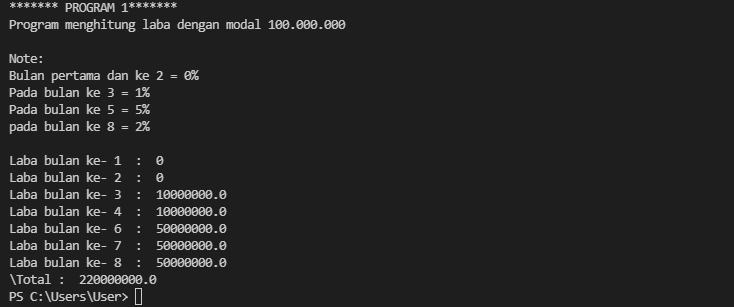 ******* PROGRAM 1*******
Program menghitung laba dengan modal 100.000.000
Note:
Bulan pertama dan ke 2 = 0%
Pada bulan ke 3 = 1%
Pada bulan ke 5 = 5%
pada bulan ke 8 = 2%
Laba bulan ke- 1  :  0
Laba bulan ke- 2  :  0
Laba bulan ke- 3  :  10000000.0
Laba bulan ke- 4  :  10000000.0
Laba bulan ke- 6  :  50000000.0
Laba bulan ke- 7  :  50000000.0
Laba bulan ke- 8  :  50000000.0
\Total :  220000000.0
PS C:\Users\User>